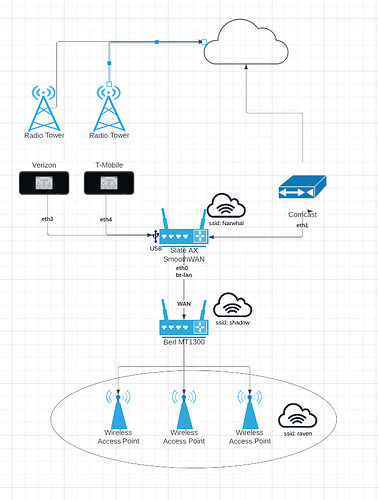 Radio Tower
Radio Tower
Verizon
T-Mobile
Comcast
eth3
eth4
eth1
ssid: Narwhal
USB
Slate AX
SmoothWAN
eth0
br-lan
WAN
ssid: shadow
Berl MT1300
Wireless
Access Point
Wireless
Access Point
Wireless
Access Point
ssid: raven